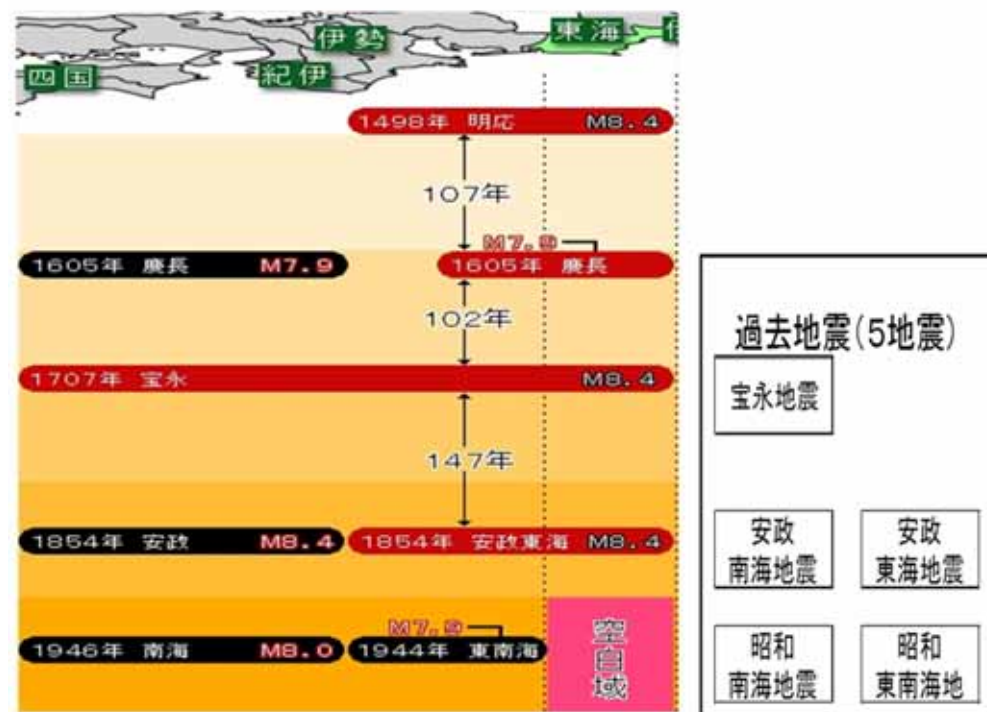 伊勢
東海
伊
四国
紀伊
1498年 明応 M8.4
107年
M7.9
1605年 慶長 M7.9
1605年 慶長
102年
1707年 宝永 M8.4
147年
1854年 安政 M8.4
1854年 安政東海 M8.4
M7.9
1946年 南海 M8.0
1944年 東南海
空白域
過去地震(5地震)
宝永地震
安政
南海地震
安政
東海地震
昭和
南海地震
昭和
東南海地